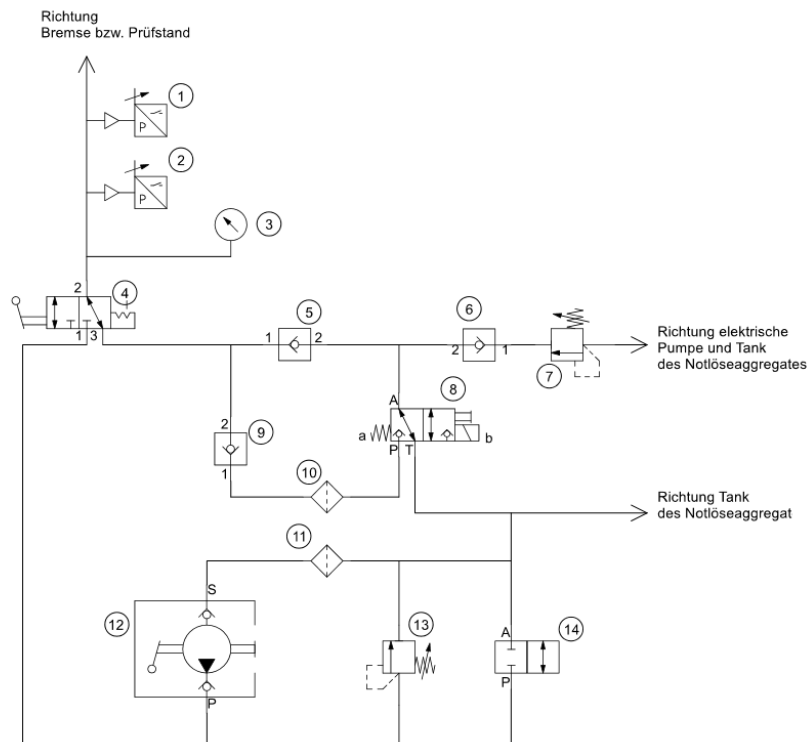 Richtung
Bremse bzw. Prüfstand
1
P
2
P
3
2
4
1 3
5
1 2
6
2 1
7
Richtung elektrische
Pumpe und Tank
des Notlöseaggregates
8
A
a b
P T
2
9
1
10
Richtung Tank
des Notlöseaggregat
11
S
12
P
13
14
A
P